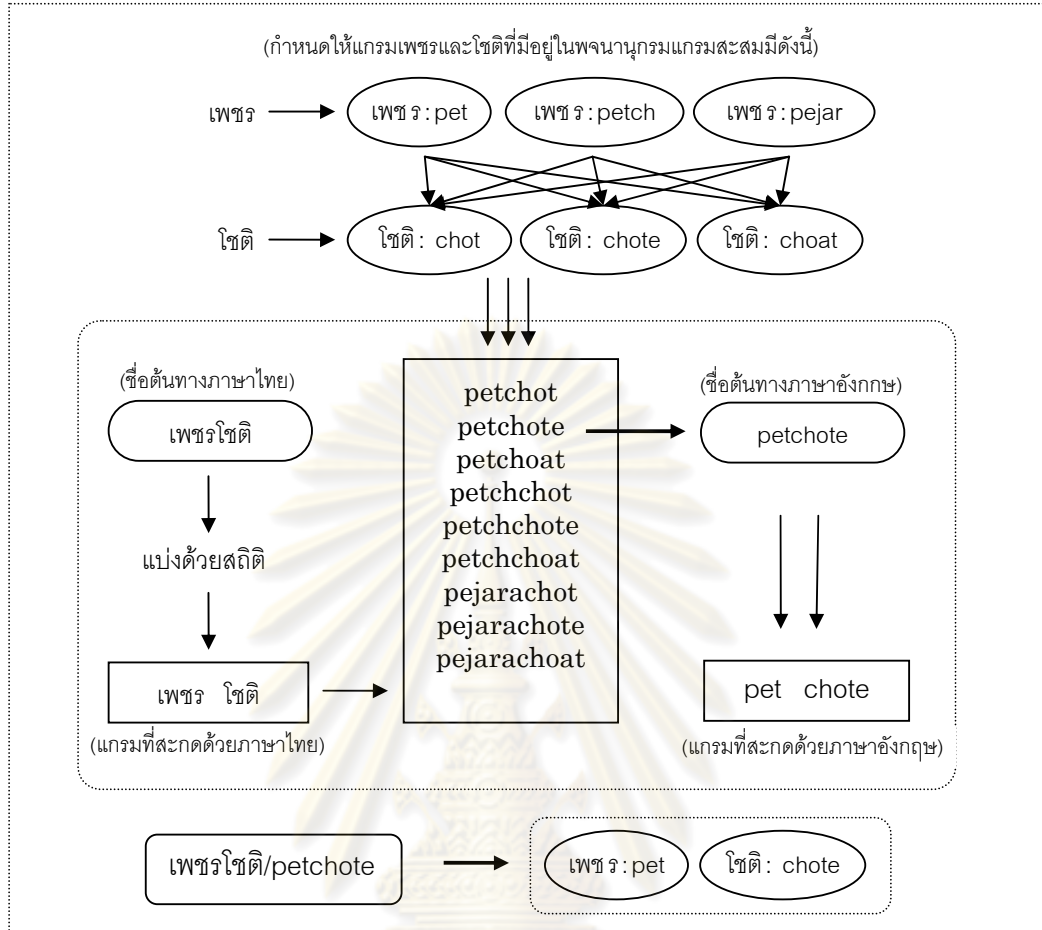 (กำหนดให้แกรมเพชรและโชติที่มีอยู่ในพจนานุกรมแกรมสะสมมีดังนี้)
เพชร เพชร:pet เพชร:petch เพชร:pejar
โชติ โชติ: chot โชติ: chote โชติ: choat
(ชื่อต้นทางภาษาไทย)
เพชรโชติ
แบ่งด้วยสถิติ
เพชร โชติ
(แกรมที่สะกดด้วยภาษาไทย)
petchot
petchote
petchoat
petchchot
petchchote
petchchoat
pejarachot
pejarachote
pejarachoat
(ชื่อต้นทางภาษาอังกกษ)
petchote
pet chote
(แกรมที่สะกดด้วยภาษาอังกฤษ)
เพชรโชติ/petchote เพชร:pet โชติ: chote